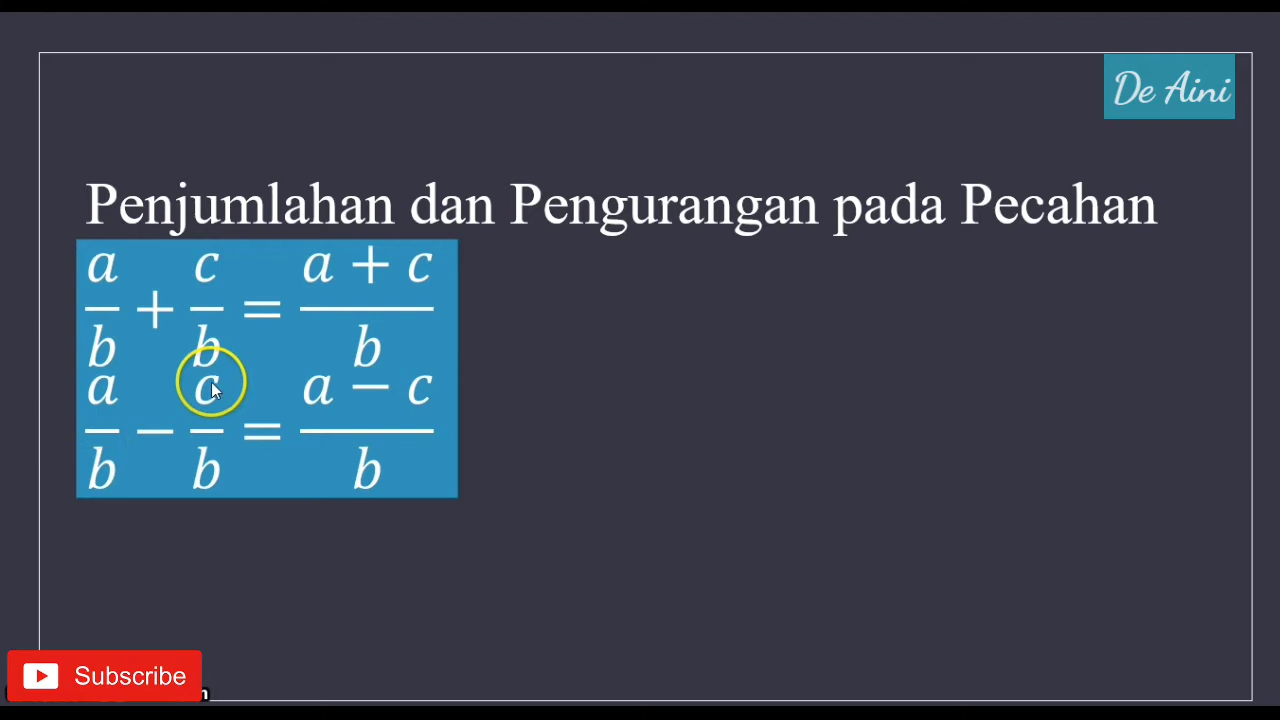 De Aini
Penjumlahan dan Pengurangan pada Pecahan
a/b + c/b = (a + c)/b
a/b − c/b = (a − c)/b
Subscribe